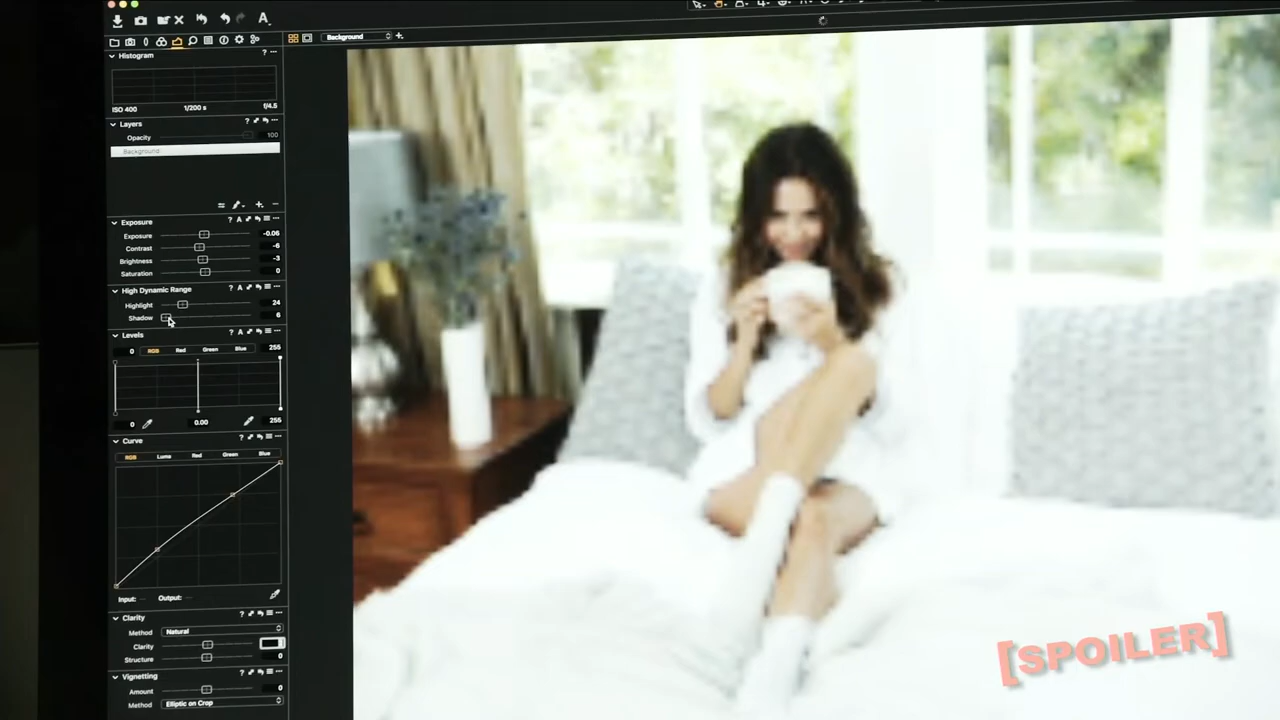 A
Background
Histogram
ISO 400 1/200 s f/4.5
Layers
Opacity 100
Background
Exposure
Exposure -0.06
Contrast -6
Brightness -3
Saturation 0
High Dynamic Range
Highlight 24
Shadow 6
Levels
0 RGB Red Green Blue 255
0 0.00 255
Curve
RGB Luma Red Green Blue
Input: -- Output: --
Clarity
Method Natural
Clarity
Structure 0
Vignetting
Amount 0
Method Elliptic on Crop
[SPOILER]